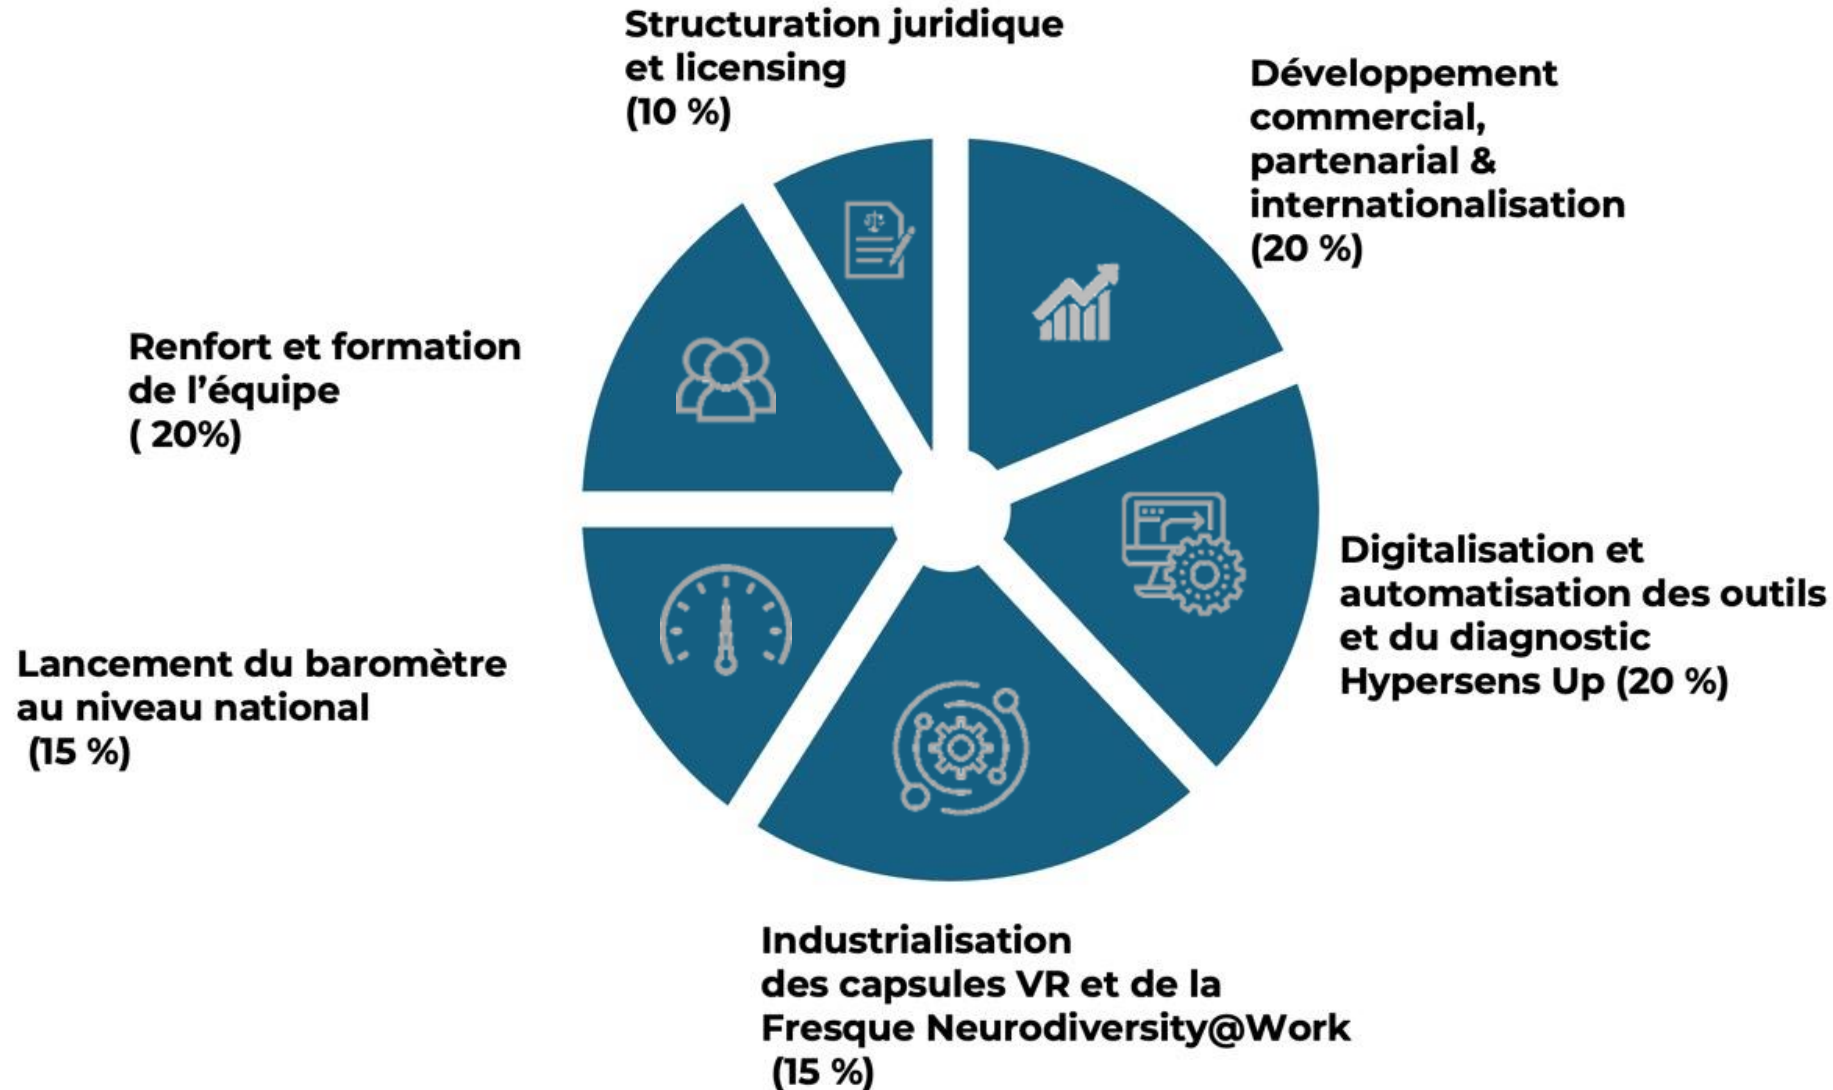 Structuration juridique
et licensing
(10 %)
Développement
commercial,
partenarial &
internationalisation
(20 %)
Renfort et formation
de l’équipe
( 20%)
Digitalisation et
automatisation des outils
et du diagnostic
Hypersens Up (20 %)
Lancement du baromètre
au niveau national
(15 %)
Industrialisation
des capsules VR et de la
Fresque Neurodiversity@Work
(15 %)